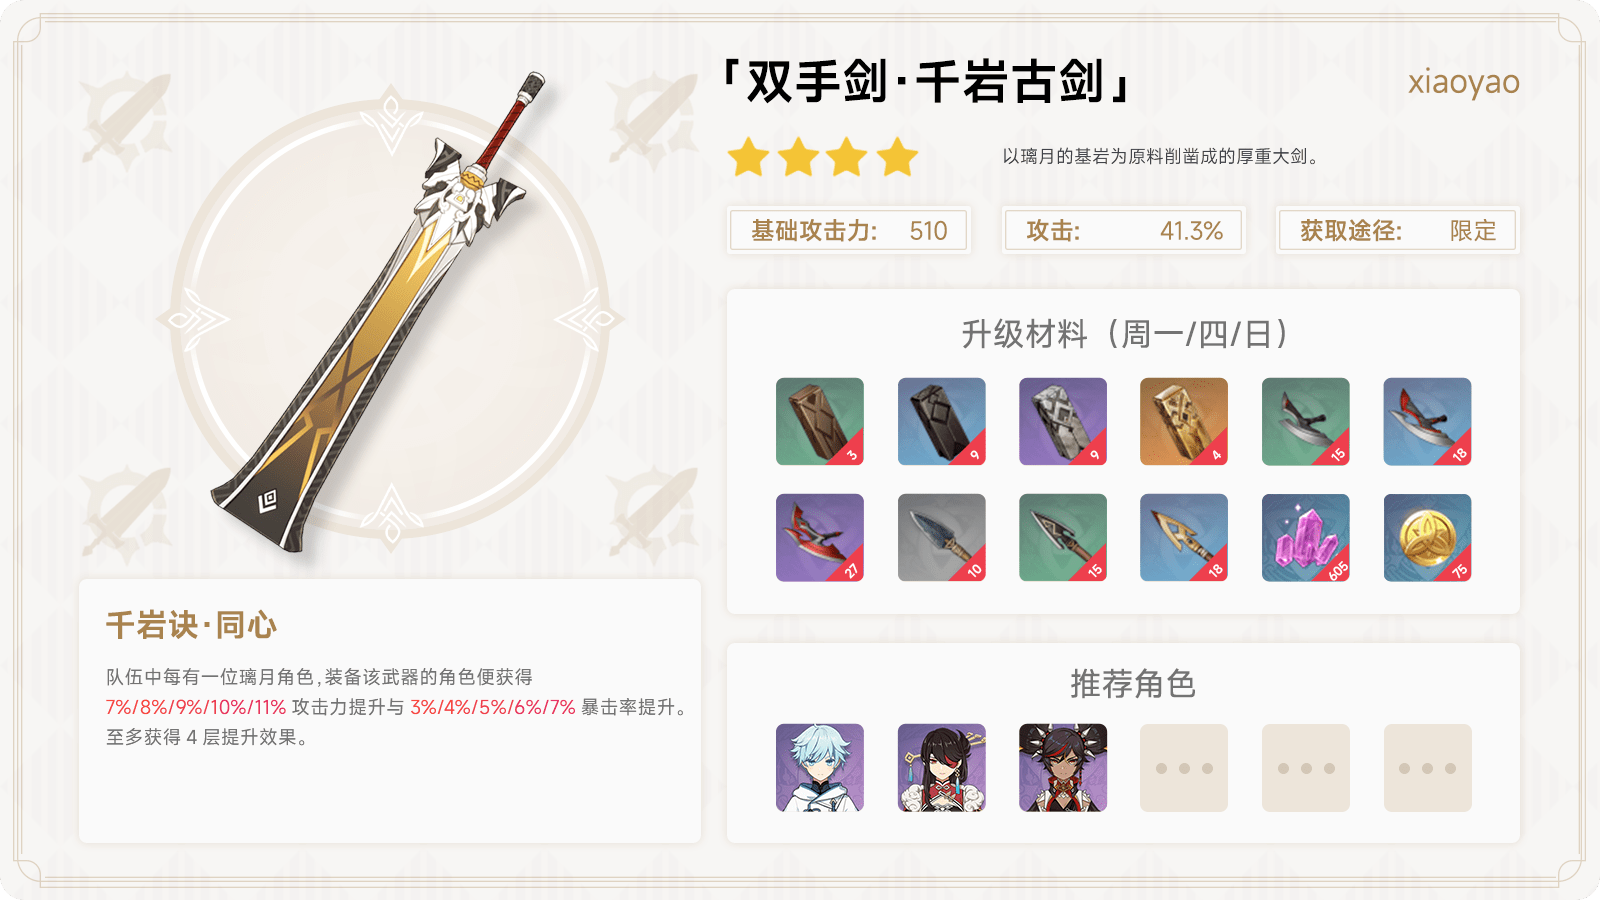 「双手剑·千岩古剑」
xiaoyao
以璃月的基岩为原料削凿成的厚重大剑。
基础攻击力: 510
攻击: 41.3%
获取途径: 限定
升级材料（周一/四/日）
3 9 9 4 15 18
27 10 15 18 605 75
千岩诀·同心
队伍中每有一位璃月角色,装备该武器的角色便获得
7%/8%/9%/10%/11% 攻击力提升与 3%/4%/5%/6%/7% 暴击率提升。
至多获得 4 层提升效果。
推荐角色